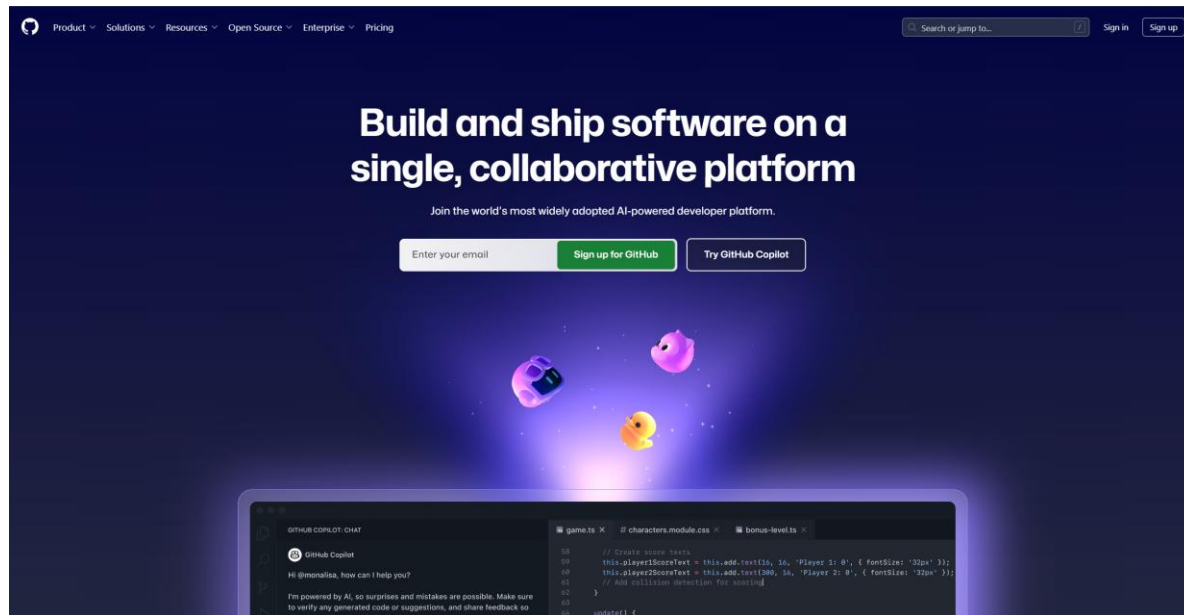 Product Solutions Resources Open Source Enterprise Pricing Search or jump to... / Sign in Sign up
Build and ship software on a
single, collaborative platform
Join the world's most widely adopted AI-powered developer platform.
Enter your email Sign up for GitHub Try GitHub Copilot
GITHUB COPILOT: CHAT
GitHub Copilot
Hi @monalisa, how can I help you?
I'm powered by AI, so surprises and mistakes are possible. Make sure
to verify any generated code or suggestions, and share feedback so
game.ts × # characters.module.css × bonus-level.ts ×
58 // Create score texts
59 this.player1ScoreText = this.add.text(16, 16, 'Player 1: 0', { fontSize: '32px' });
60 this.player2ScoreText = this.add.text(300, 16, 'Player 2: 0', { fontSize: '32px' });
61 // Add collision detection for scoring
62 }
63
64 update() {